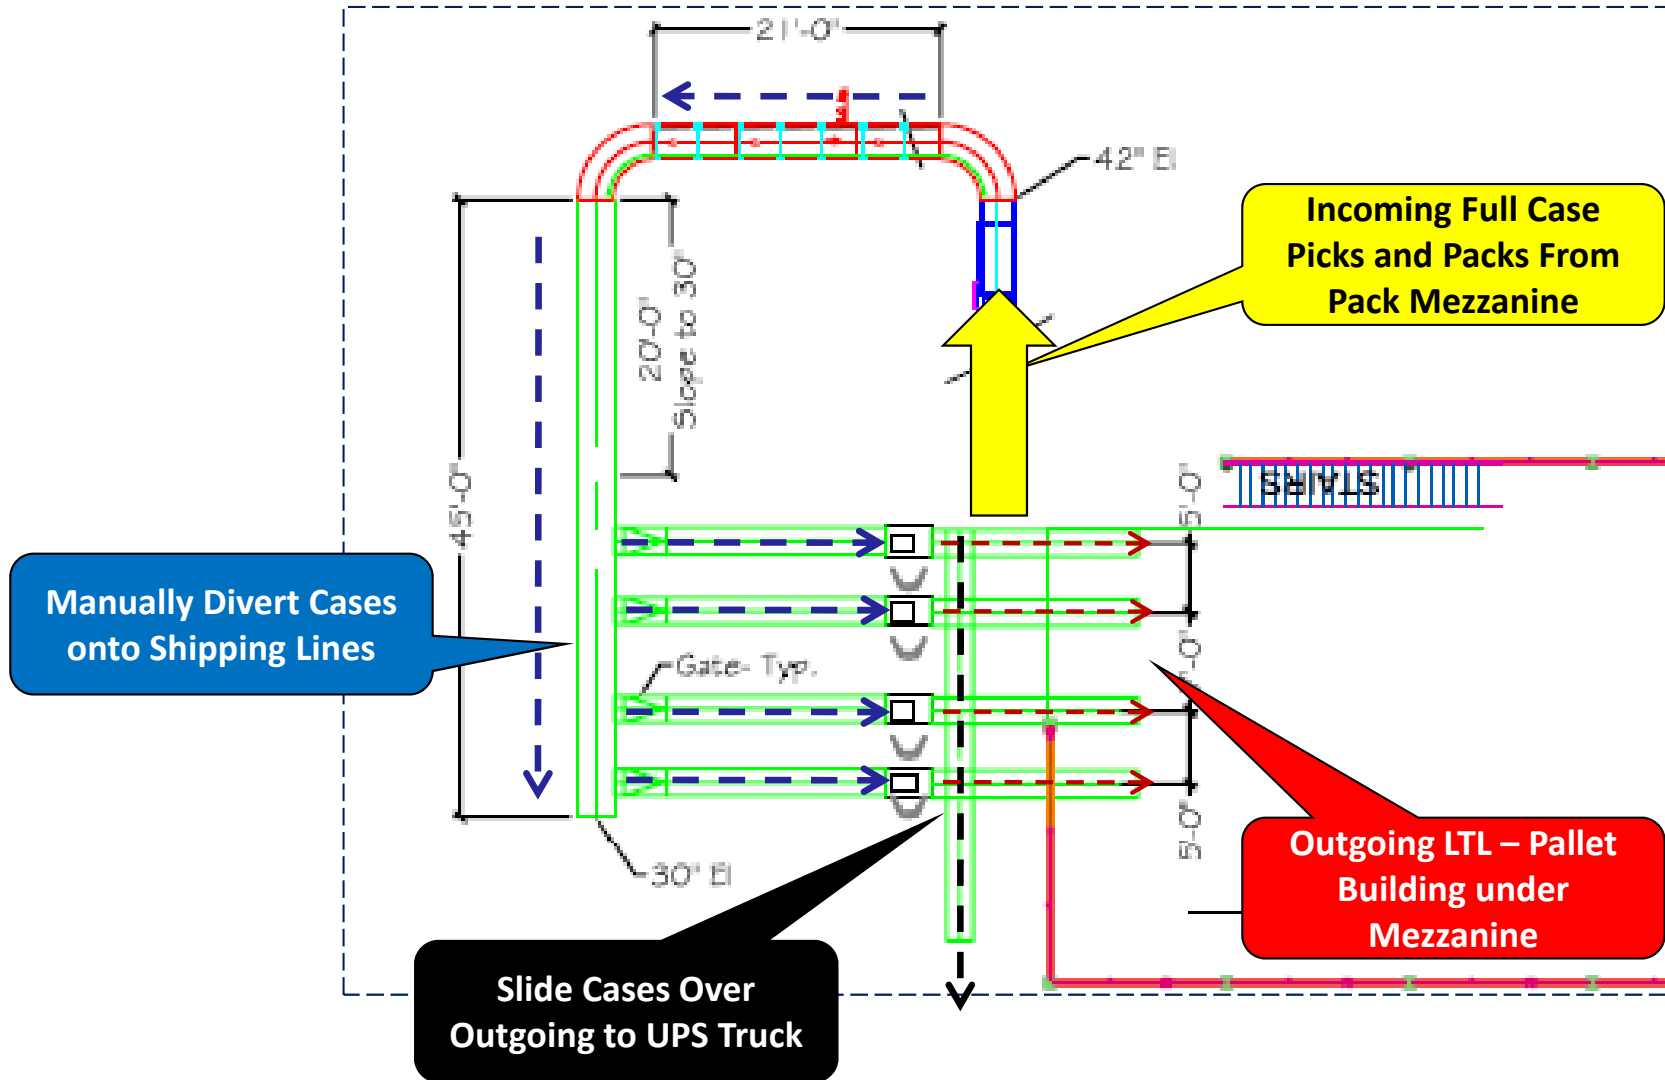 21'-0"
42" El
Incoming Full Case
Picks and Packs From
Pack Mezzanine
20'-0"
Slope to 30"
45'-0"
STAIRS
5'-0"
Manually Divert Cases
onto Shipping Lines
Gate- Typ.
5'-0"
30" El
Outgoing LTL – Pallet
Building under
Mezzanine
Slide Cases Over
Outgoing to UPS Truck